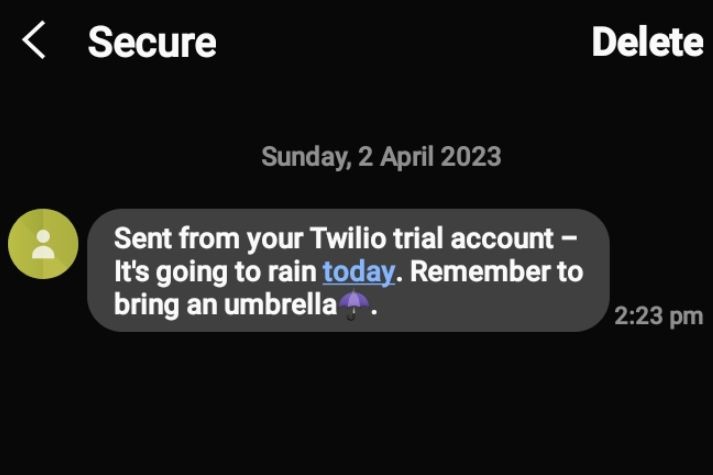 Secure
Delete
Sunday, 2 April 2023
Sent from your Twilio trial account –
It's going to rain today. Remember to
bring an umbrella☂.
2:23 pm